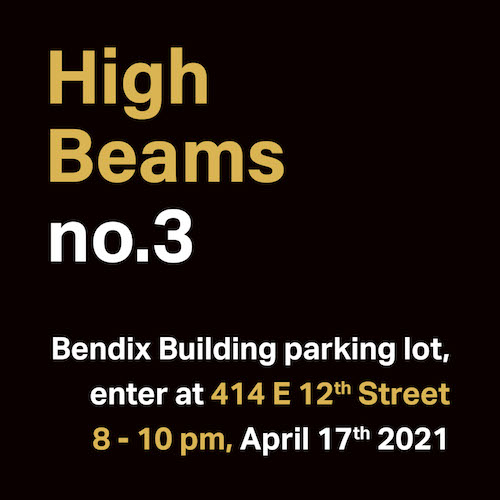 High
Beams
no.3
Bendix Building parking lot,
enter at 414 E 12th Street
8 - 10 pm, April 17th 2021